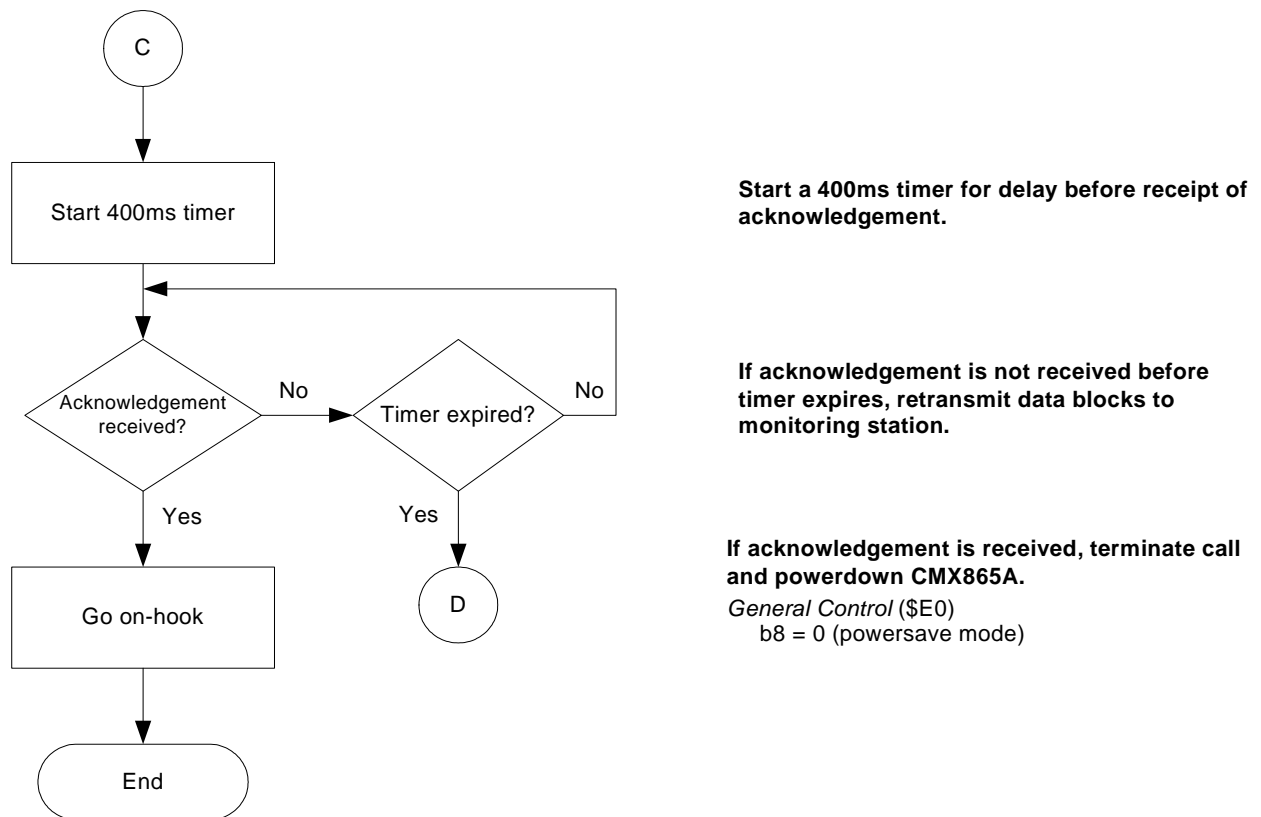 C
Start 400ms timer
Start a 400ms timer for delay before receipt of
acknowledgement.
Acknowledgement
received?
No
Timer expired?
No
If acknowledgement is not received before
timer expires, retransmit data blocks to
monitoring station.
Yes
Yes
Go on-hook
D
If acknowledgement is received, terminate call
and powerdown CMX865A.
General Control ($E0)
b8 = 0 (powersave mode)
End